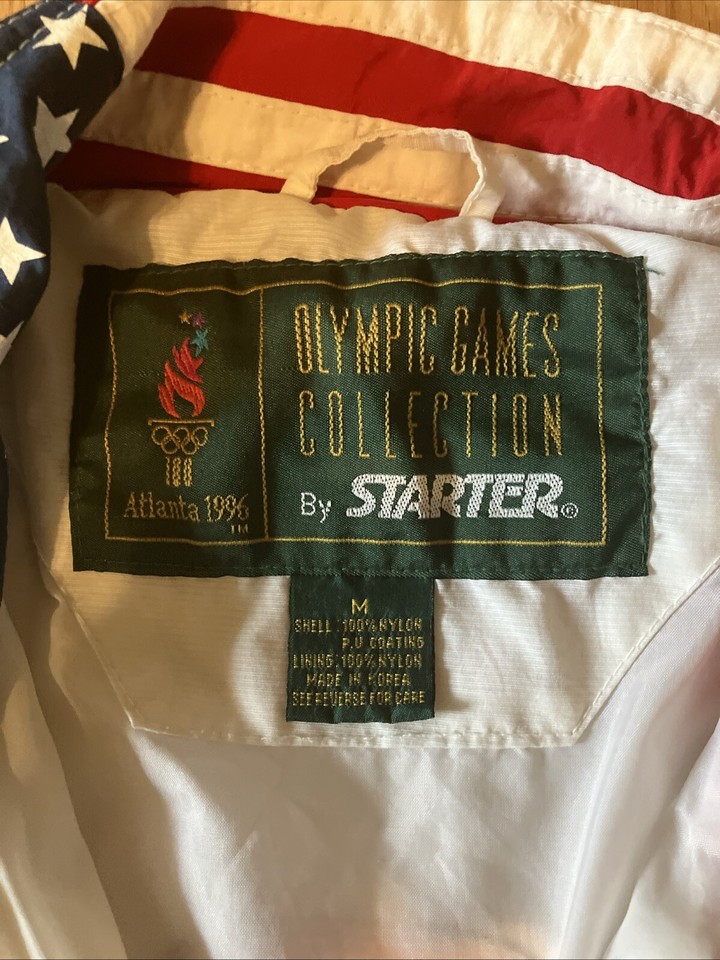 OLYMPIC GAMES
COLLECTION
By STARTER®
Atlanta 1996
TM
M
SHELL: 100% NYLON
P.U. COATING
LINING: 100% NYLON
MADE IN KOREA
SEE REVERSE FOR CARE